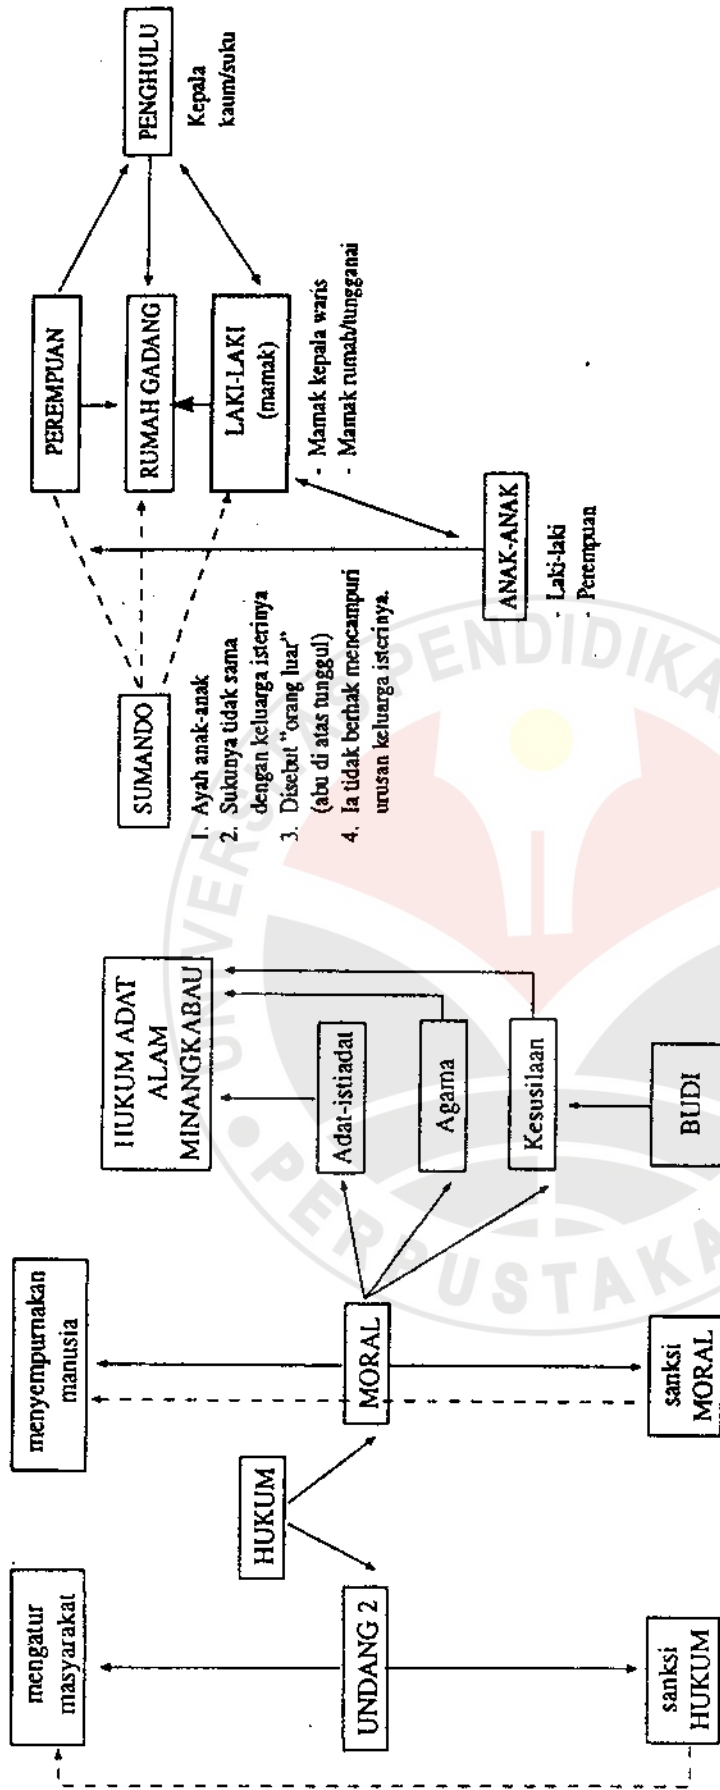 mengatur
masyarakat
menyempurnakan
manusia
HUKUM
UNDANG 2
MORAL
sanksi
HUKUM
sanksi
MORAL
HUKUM ADAT
ALAM
MINANGKABAU
Adat-istiadat
Agama
Kesusilaan
BUDI
SUMANDO
1. Ayah anak-anak
2. Sukunya tidak sama
dengan keluarga isterinya
3. Disebut "orang luar"
(abu di atas tunggul)
4. Ia tidak berhak mencampuri
urusan keluarga isterinya.
PEREMPUAN
RUMAH GADANG
LAKI-LAKI
(mamak)
- Mamak kepala waris
- Mamak rumah/tungganai
PENGHULU
Kepala
kaum/suku
ANAK-ANAK
- Laki-laki
- Perempuan
UNIVERSITAS PENDIDIKA
PERPUSTAKA